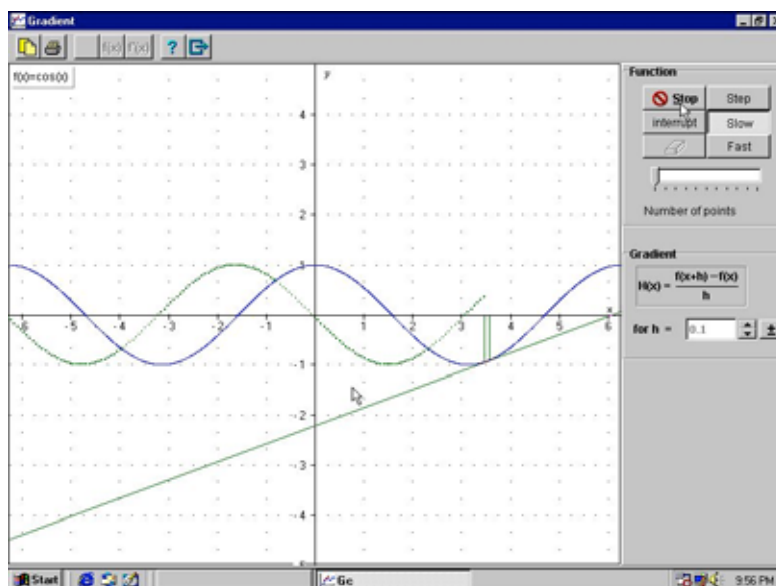 Gradient
f(x) f'(x) ?
f(x)=cos(x)
y
Function
Stop Step
interrupt Slow
Fast
Number of points
Gradient
H(x) = f(x+h)-f(x)
h
for h = 0.1
4
3
2
1
-6 -5 -4 -3 -2 -1 1 2 3 4 5 6 x
-1
-2
-3
-4
Start
Ge
9:56 PM